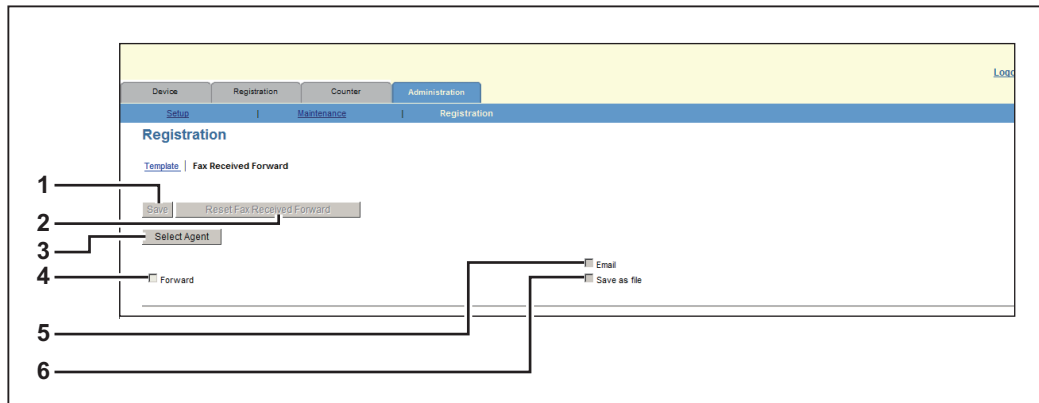 Logo
Device Registration Counter Administration
Setup | Maintenance | Registration
Registration
Template | Fax Received Forward
1
Save Reset Fax Received Forward
2
Select Agent
3
Email
4
Forward
Save as file
5
6